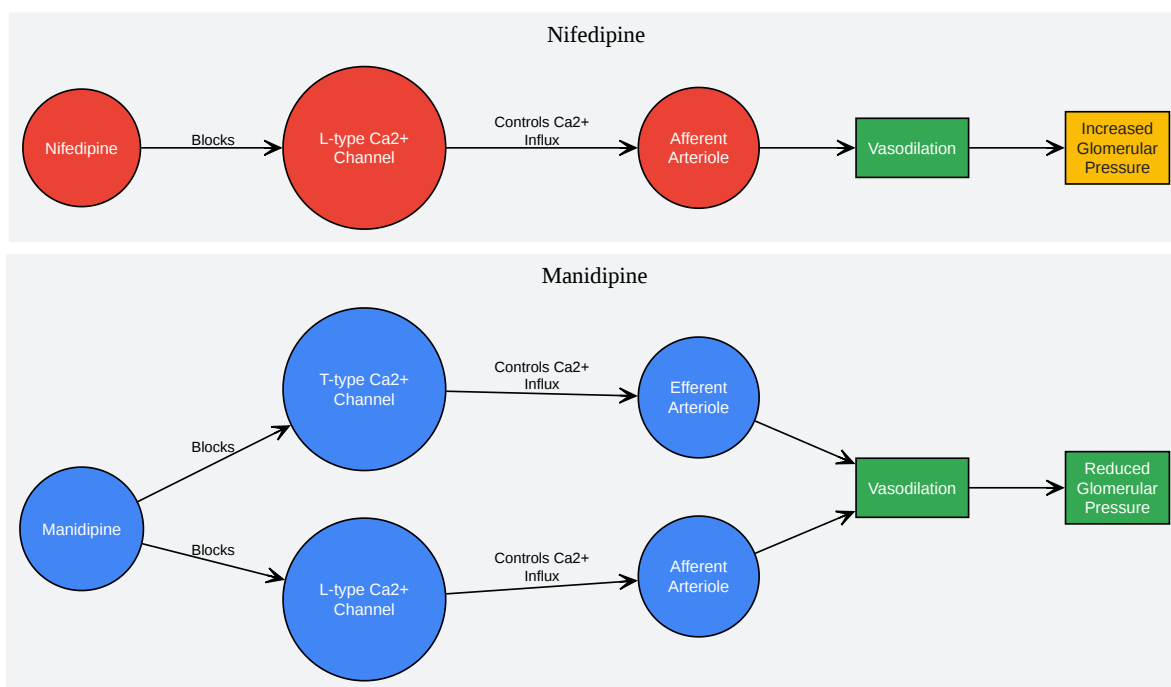 Nifedipine
Nifedipine
Blocks
L-type Ca2+
Channel
Controls Ca2+
Influx
Afferent
Arteriole
Vasodilation
Increased
Glomerular
Pressure
Manidipine
Manidipine
Blocks
T-type Ca2+
Channel
Controls Ca2+
Influx
Efferent
Arteriole
Blocks
L-type Ca2+
Channel
Controls Ca2+
Influx
Afferent
Arteriole
Vasodilation
Reduced
Glomerular
Pressure